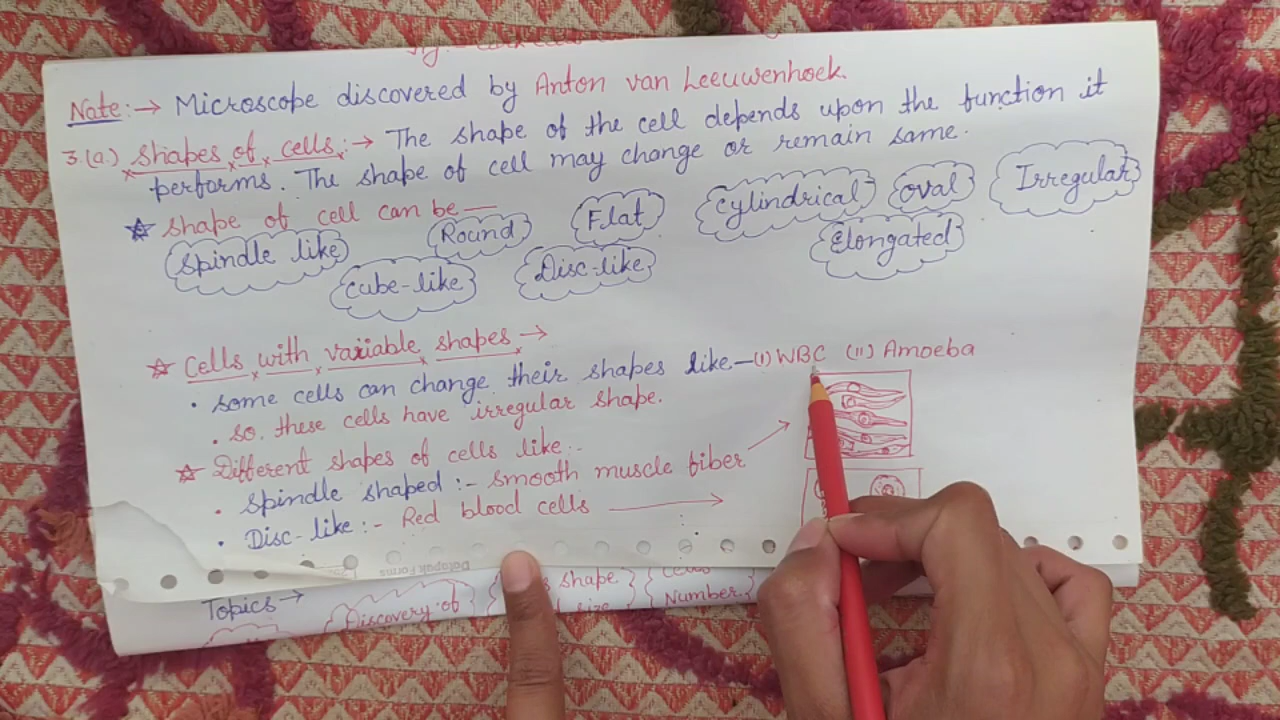 Note:→ Microscope discovered by Anton van Leeuwenhoek.
3.(a.) Shapes of cells:→ The shape of the cell depends upon the function it
performs. The shape of cell may change or remain same.
☆ Shape of cell can be—
Spindle like Round Flat Cylindrical oval Irregular
Cube-like Disc-like Elongated
☆ Cells with variable shapes →
• Some cells can change their shapes like—(i) WBC (ii) Amoeba
• So. these cells have irregular shape.
☆ Different shapes of cells like:-
• Spindle shaped :- Smooth muscle fiber
• Disc-like :- Red blood cells
Datapak Forms
Topics →
Discovery of shape size Number.